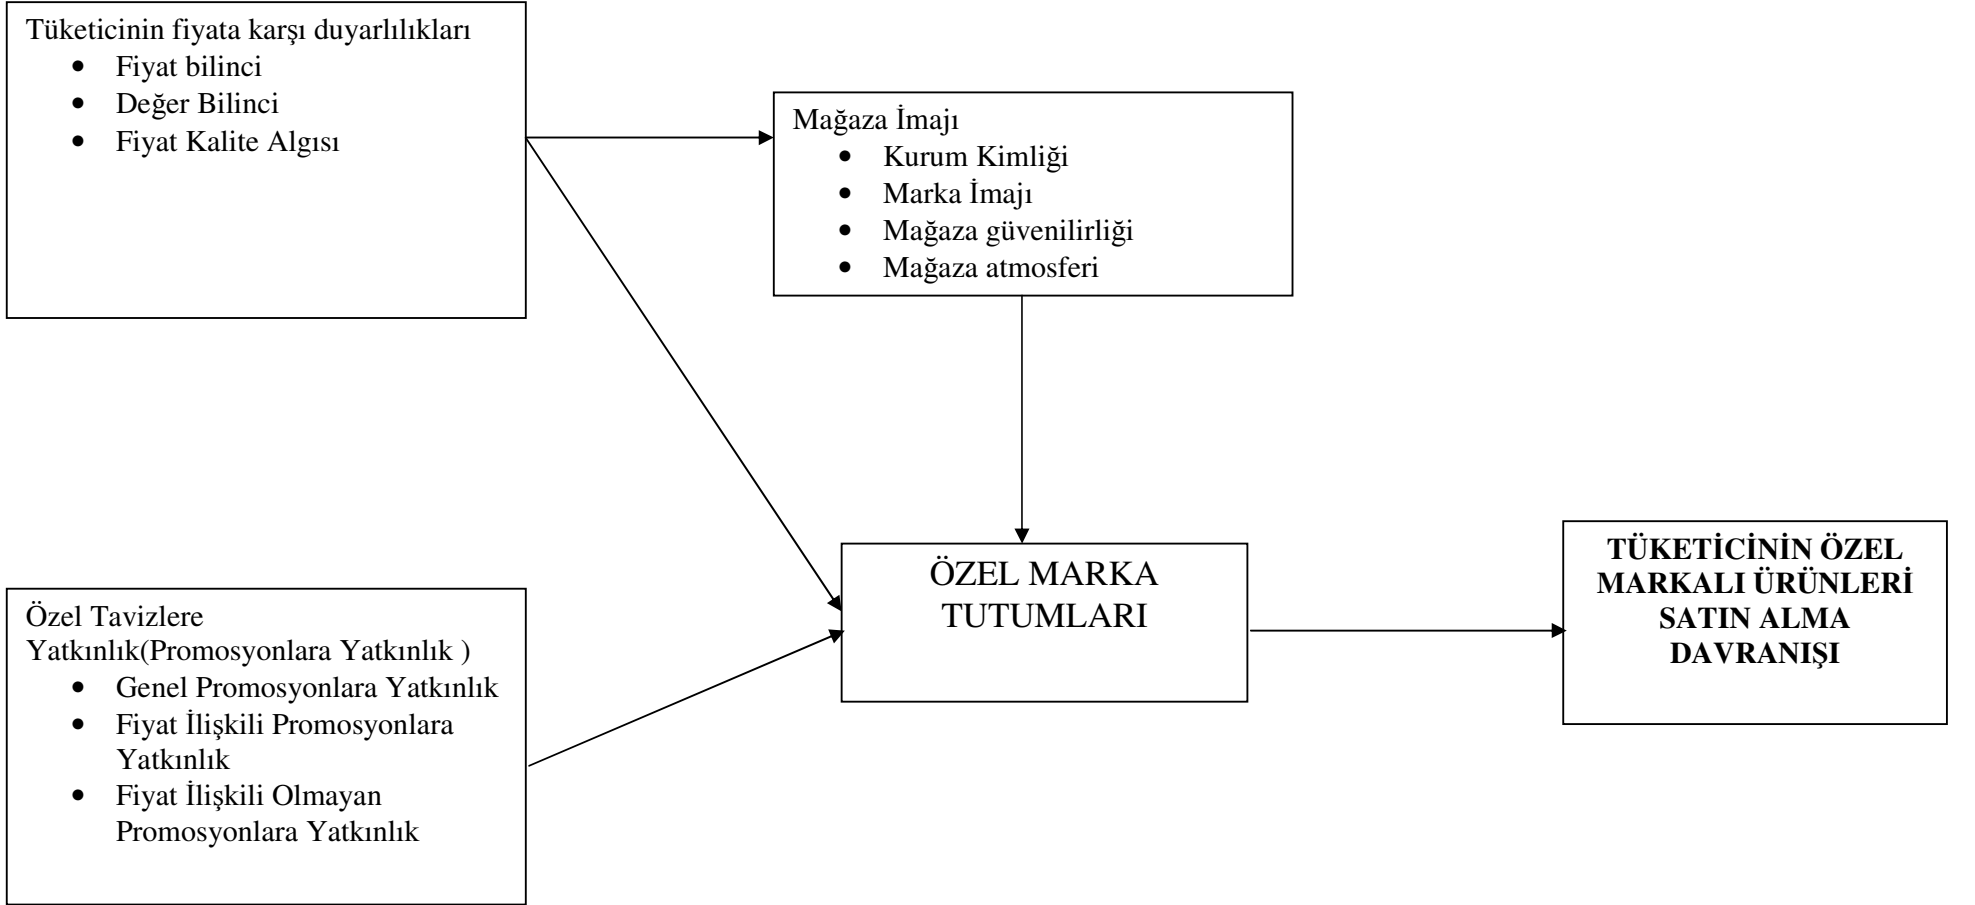 Tüketicinin fiyata karşı duyarlılıkları
• Fiyat bilinci
• Değer Bilinci
• Fiyat Kalite Algısı
Mağaza İmajı
• Kurum Kimliği
• Marka İmajı
• Mağaza güvenilirliği
• Mağaza atmosferi
Özel Tavizlere
Yatkınlık(Promosyonlara Yatkınlık )
• Genel Promosyonlara Yatkınlık
• Fiyat İlişkili Promosyonlara
Yatkınlık
• Fiyat İlişkili Olmayan
Promosyonlara Yatkınlık
ÖZEL MARKA
TUTUMLARI
TÜKETİCİNİN ÖZEL
MARKALI ÜRÜNLERİ
SATIN ALMA
DAVRANIŞI